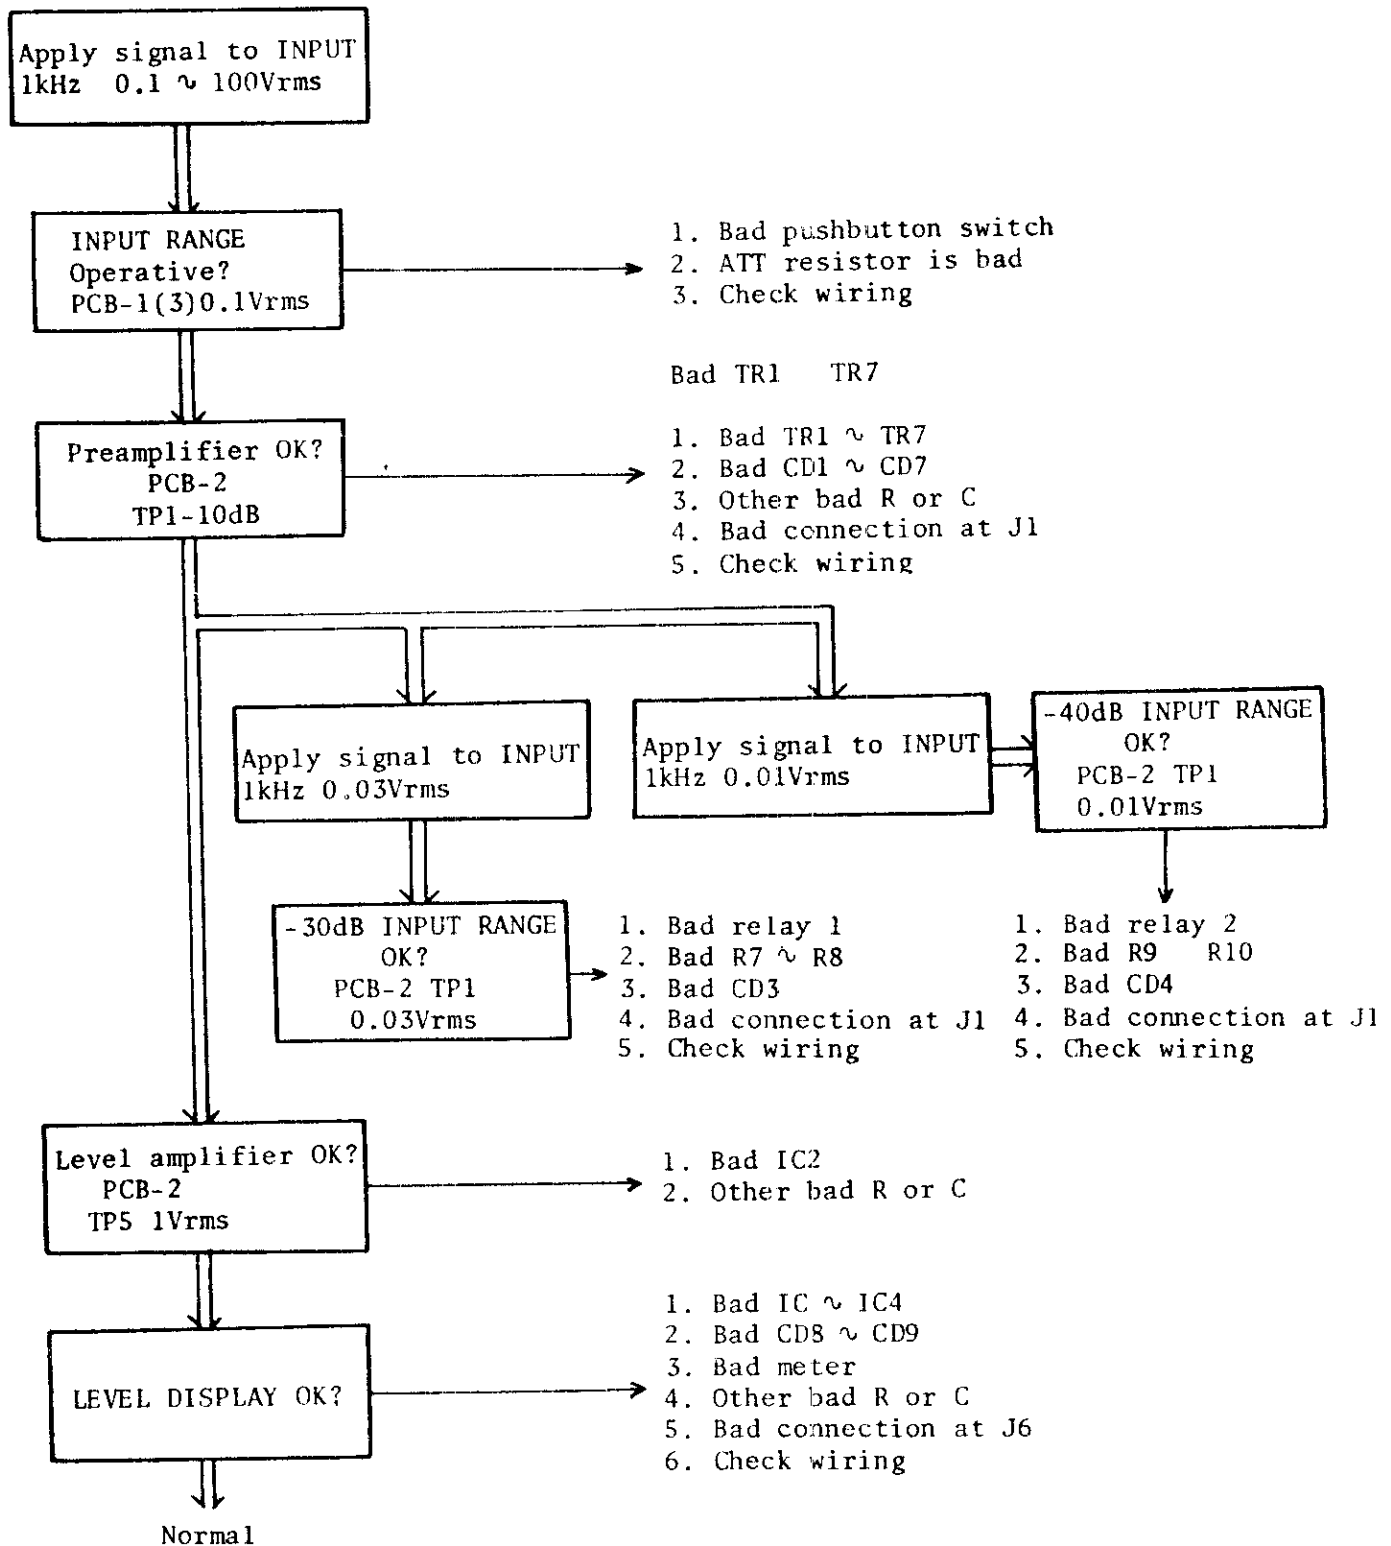 Apply signal to INPUT
1kHz 0.1 ∿ 100Vrms
INPUT RANGE
Operative?
PCB-1(3)0.1Vrms
1. Bad pushbutton switch
2. ATT resistor is bad
3. Check wiring
Bad TR1 TR7
Preamplifier OK?
PCB-2
TP1-10dB
1. Bad TR1 ∿ TR7
2. Bad CD1 ∿ CD7
3. Other bad R or C
4. Bad connection at J1
5. Check wiring
Apply signal to INPUT
1kHz 0.03Vrms
Apply signal to INPUT
1kHz 0.01Vrms
-40dB INPUT RANGE
OK?
PCB-2 TP1
0.01Vrms
-30dB INPUT RANGE
OK?
PCB-2 TP1
0.03Vrms
1. Bad relay 1
2. Bad R7 ∿ R8
3. Bad CD3
4. Bad connection at J1
5. Check wiring
1. Bad relay 2
2. Bad R9 R10
3. Bad CD4
4. Bad connection at J1
5. Check wiring
Level amplifier OK?
PCB-2
TP5 1Vrms
1. Bad IC2
2. Other bad R or C
LEVEL DISPLAY OK?
1. Bad IC ∿ IC4
2. Bad CD8 ∿ CD9
3. Bad meter
4. Other bad R or C
5. Bad connection at J6
6. Check wiring
Normal